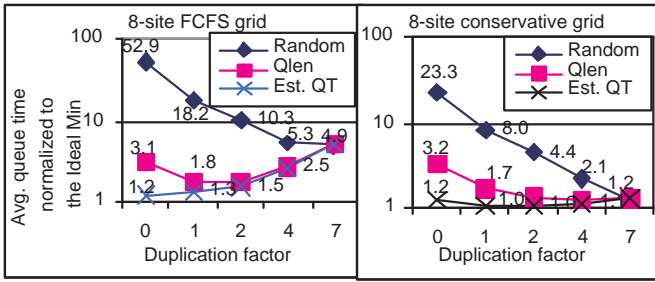 8-site FCFS grid
100
10
1
Avg. queue time
normalized to
the Ideal Min
Random
Qlen
Est. QT
52.9
18.2
10.3
5.3
4.9
3.1
1.8
2.5
1.2
1.3
1.5
0 1 2 4 7
Duplication factor
8-site conservative grid
100
10
1
Random
Qlen
Est. QT
23.3
8.0
4.4
2.1
1.2
3.2
1.7
1.2
1.0
0 1 2 4 7
Duplication factor